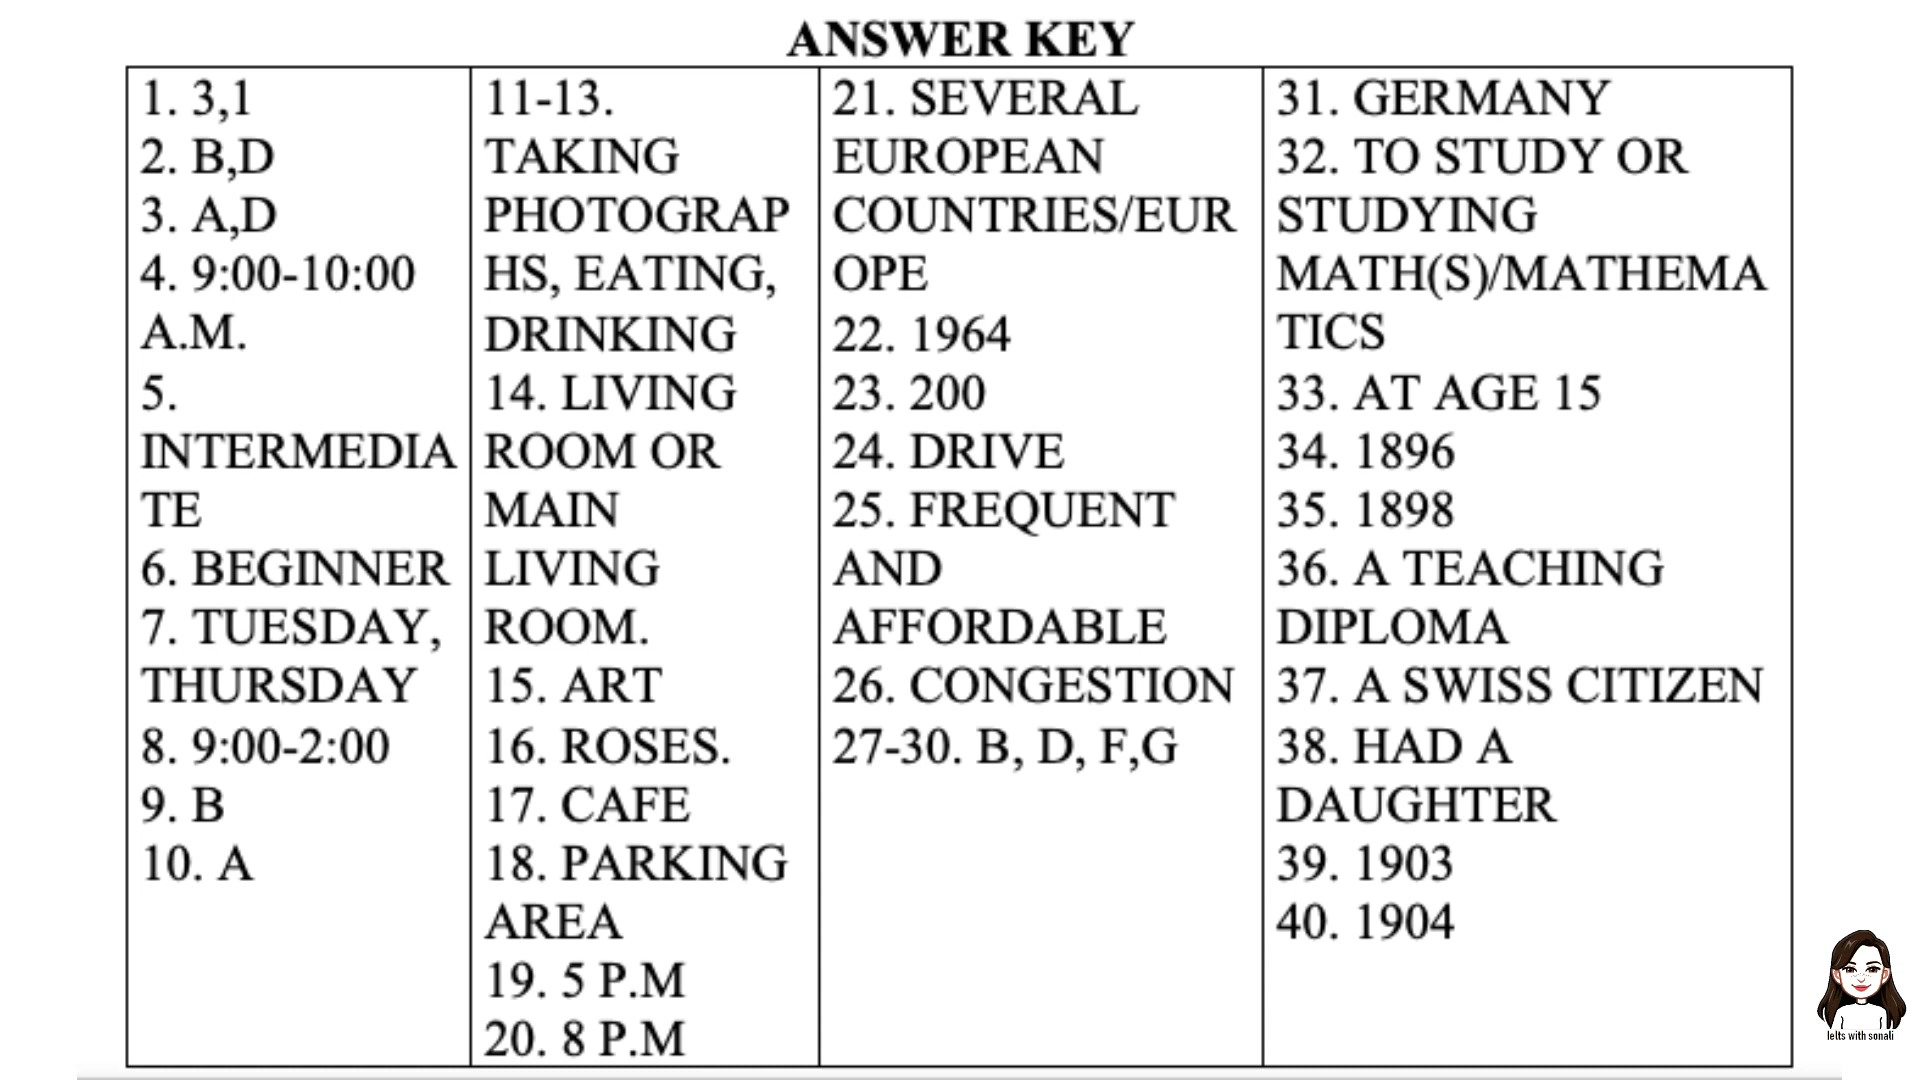 ANSWER KEY
1. 3,1
2. B,D
3. A,D
4. 9:00-10:00
A.M.
5.
INTERMEDIA
TE
6. BEGINNER
7. TUESDAY,
THURSDAY
8. 9:00-2:00
9. B
10. A
11-13.
TAKING
PHOTOGRAP
HS, EATING,
DRINKING
14. LIVING
ROOM OR
MAIN
LIVING
ROOM.
15. ART
16. ROSES.
17. CAFE
18. PARKING
AREA
19. 5 P.M
20. 8 P.M
21. SEVERAL
EUROPEAN
COUNTRIES/EUR
OPE
22. 1964
23. 200
24. DRIVE
25. FREQUENT
AND
AFFORDABLE
26. CONGESTION
27-30. B, D, F,G
31. GERMANY
32. TO STUDY OR
STUDYING
MATH(S)/MATHEMA
TICS
33. AT AGE 15
34. 1896
35. 1898
36. A TEACHING
DIPLOMA
37. A SWISS CITIZEN
38. HAD A
DAUGHTER
39. 1903
40. 1904
Ielts with sonali